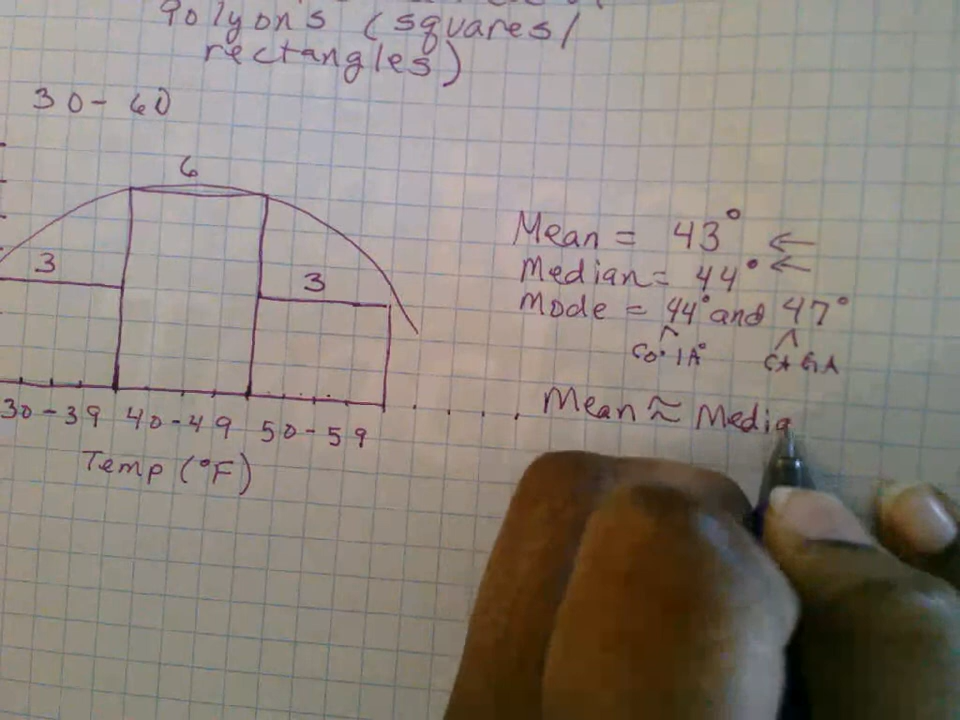 Polyons (squares/
rectangles)
30-60
6
3
3
30-39 40-49 50-59
Temp (°F)
Mean = 43° ←
Median = 44° ←
Mode = 44° and 47°
Mean ≈ Media